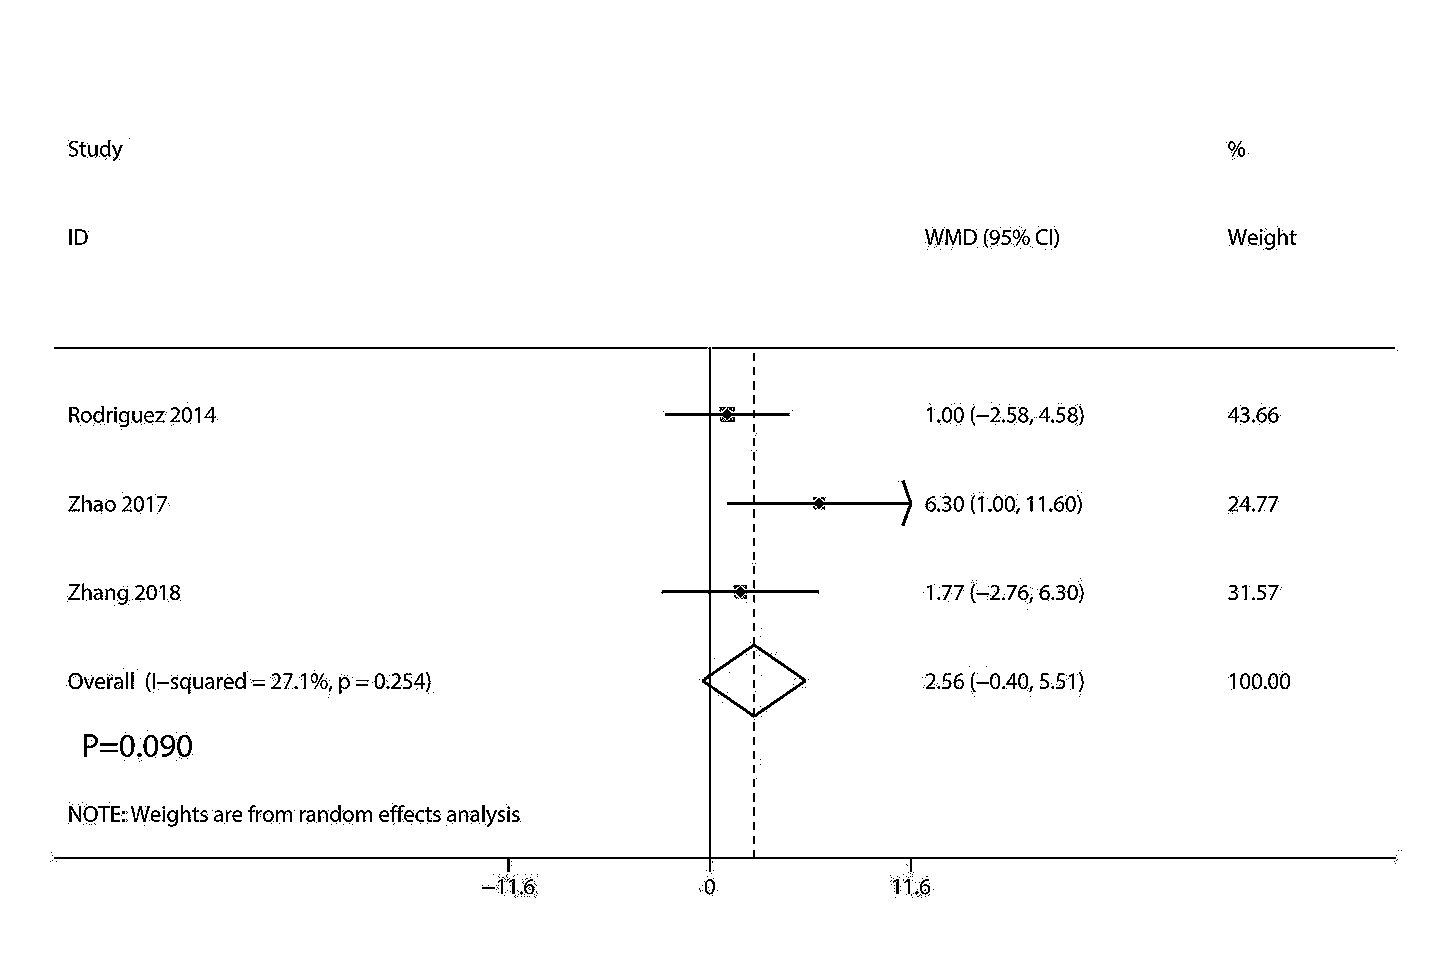 Study %
ID WMD (95% CI) Weight
Rodriguez 2014 1.00 (−2.58, 4.58) 43.66
Zhao 2017 6.30 (1.00, 11.60) 24.77
Zhang 2018 1.77 (−2.76, 6.30) 31.57
Overall (I−squared = 27.1%, p = 0.254) 2.56 (−0.40, 5.51) 100.00
P=0.090
NOTE: Weights are from random effects analysis
−11.6 0 11.6